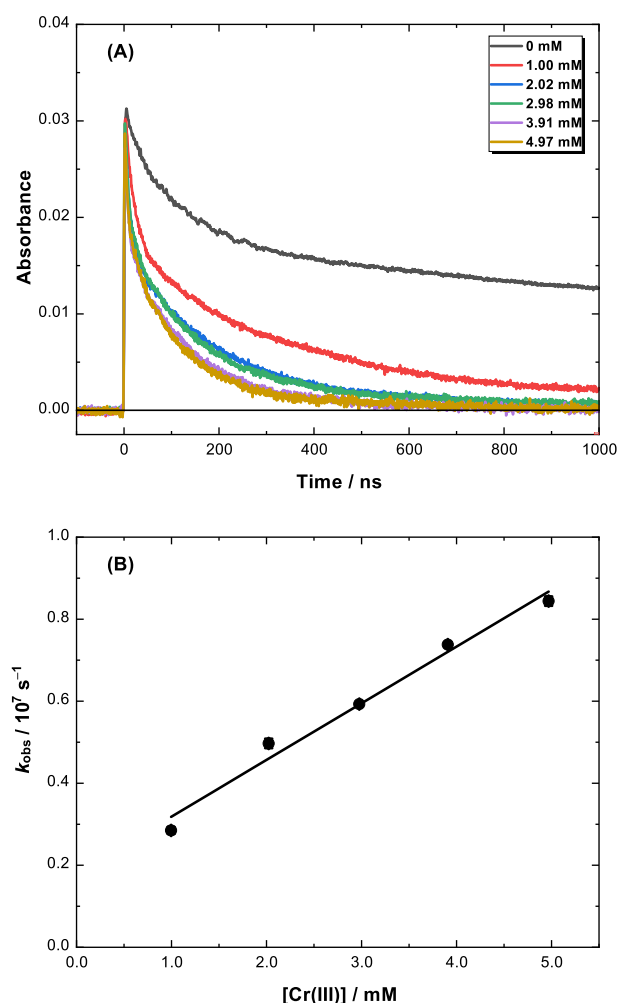 (A)
0 mM
1.00 mM
2.02 mM
2.98 mM
3.91 mM
4.97 mM
0.04
0.03
0.02
0.01
0.00
Absorbance
0 200 400 600 800 1000
Time / ns
(B)
1.0
0.8
0.6
0.4
0.2
0.0
k_obs / 10⁷ s⁻¹
0.0 1.0 2.0 3.0 4.0 5.0
[Cr(III)] / mM